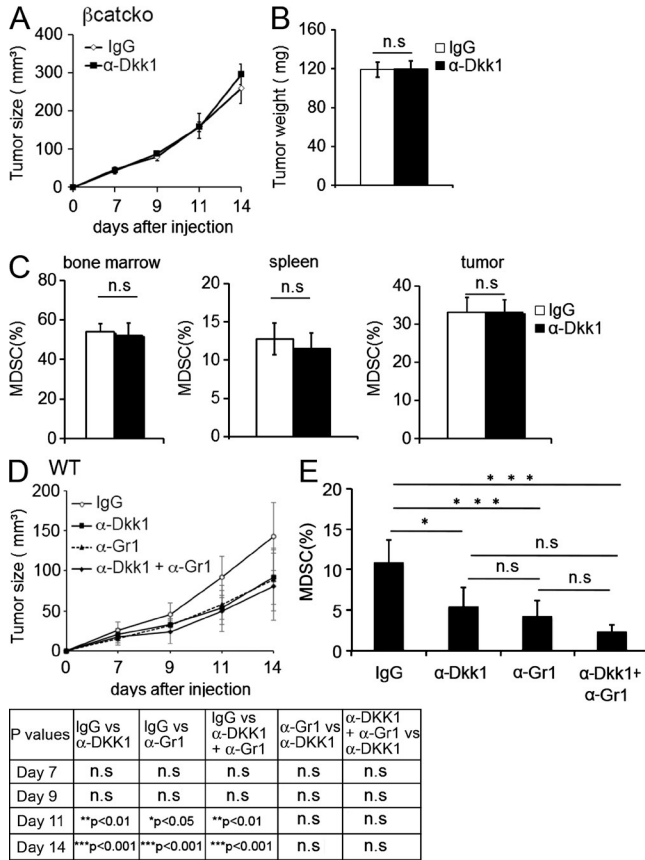 A
βcatcko
IgG
α-Dkk1
Tumor size ( mm³)
400
300
200
100
0
0 7 9 11 14
days after injection
B
n.s
IgG
α-Dkk1
Tumor weight ( mg)
160
120
80
40
0
C
bone marrow
n.s
MDSC(%)
80
60
40
20
0
spleen
n.s
MDSC(%)
20
15
10
5
0
tumor
n.s
MDSC(%)
40
30
20
10
0
IgG
α-Dkk1
D WT
IgG
α-Dkk1
α-Gr1
α-Dkk1 + α-Gr1
Tumor size ( mm³)
200
150
100
50
0
0 7 9 11 14
days after injection
E
* * *
* * *
*
n.s
n.s
n.s
MDSC(%)
20
15
10
5
0
IgG α-Dkk1 α-Gr1 α-Dkk1+
α-Gr1
P values
IgG vs
α-DKK1
IgG vs
α-Gr1
IgG vs
α-DKK1
+ α-Gr1
α-Gr1 vs
α-DKK1
α-DKK1
+ α-Gr1 vs
α-DKK1
Day 7 n.s n.s n.s n.s n.s
Day 9 n.s n.s n.s n.s n.s
Day 11 **p<0.01 *p<0.05 **p<0.01 n.s n.s
Day 14 ***p<0.001 ***p<0.001 ***p<0.001 n.s n.s